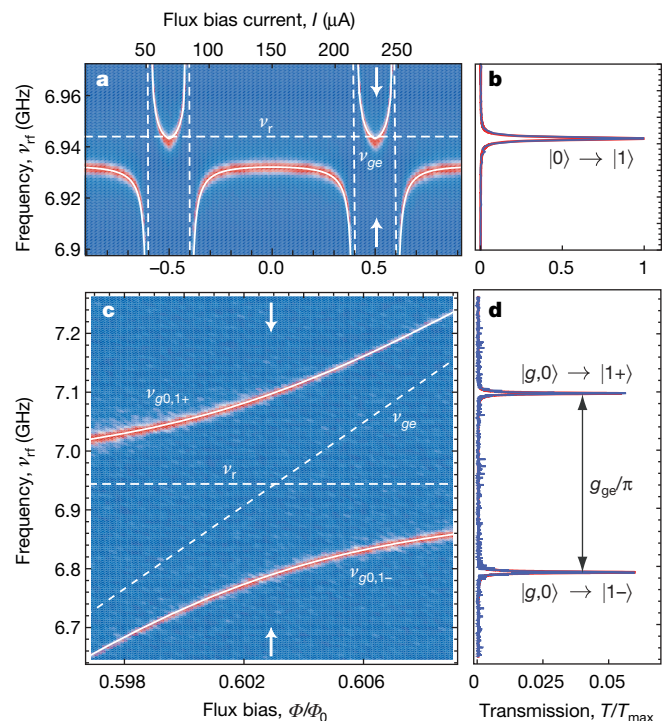 Flux bias current, I (μA)
50 100 150 200 250
a
Frequency, ν_rf (GHz)
6.96
6.94
6.92
6.9
ν_r
ν_ge
–0.5 0.0 0.5
b
|0⟩ → |1⟩
0 0.5 1
c
Frequency, ν_rf (GHz)
7.2
7.1
7.0
6.9
6.8
6.7
ν_g0,1+
ν_ge
ν_r
ν_g0,1–
0.598 0.602 0.606
Flux bias, Φ/Φ_0
d
|g,0⟩ → |1+⟩
g_ge/π
|g,0⟩ → |1–⟩
0 0.025 0.05
Transmission, T/T_max